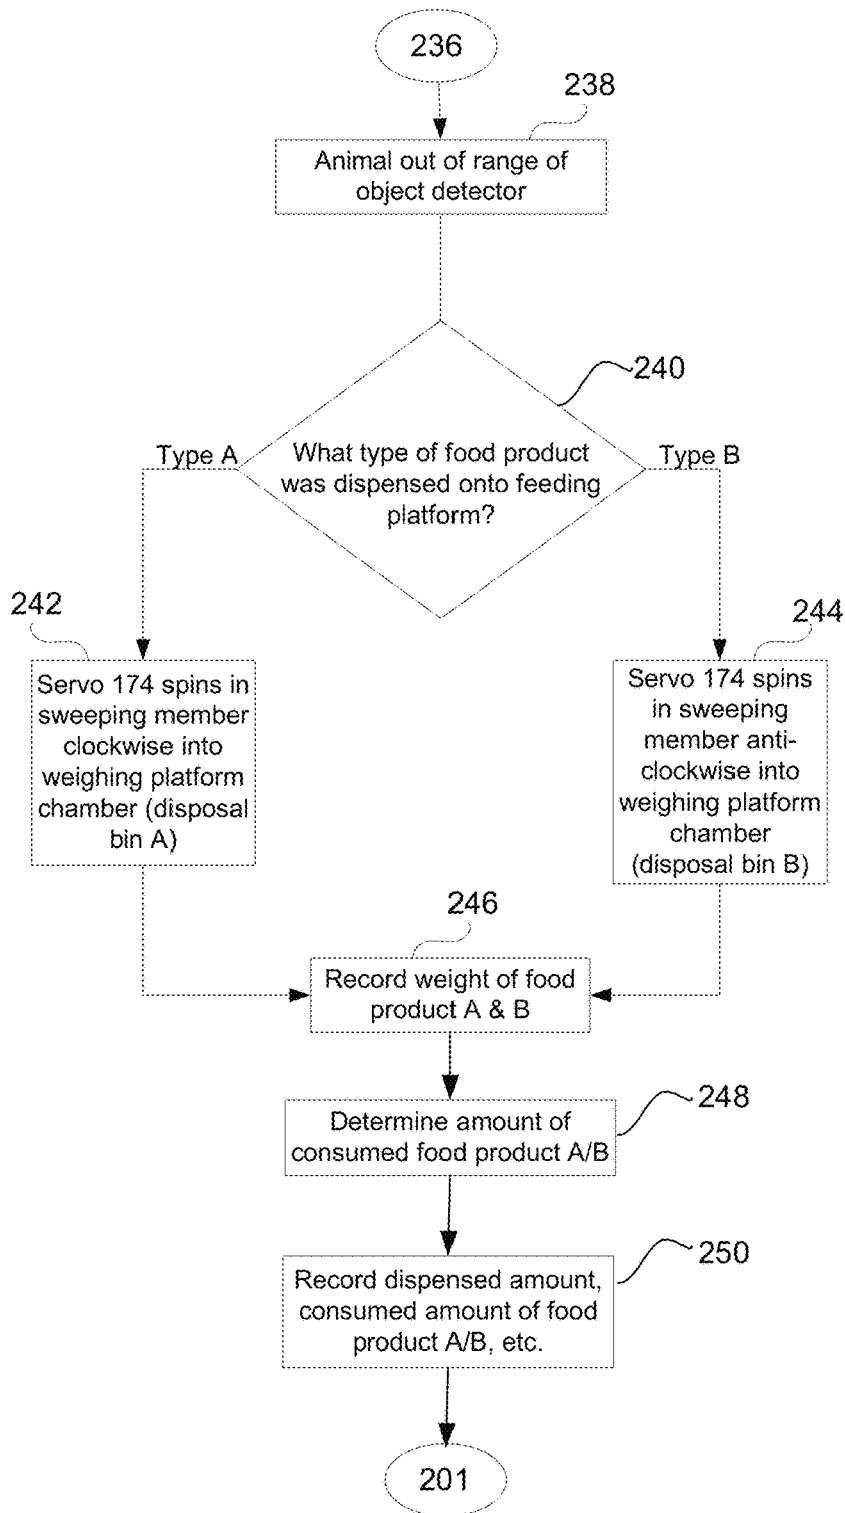 236
238
Animal out of range of
object detector
240
What type of food product
was dispensed onto feeding
platform?
Type A
Type B
242
Servo 174 spins in
sweeping member
clockwise into
weighing platform
chamber (disposal
bin A)
244
Servo 174 spins
in sweeping
member anti-
clockwise into
weighing platform
chamber
(disposal bin B)
246
Record weight of food
product A & B
248
Determine amount of
consumed food product A/B
250
Record dispensed amount,
consumed amount of food
product A/B, etc.
201